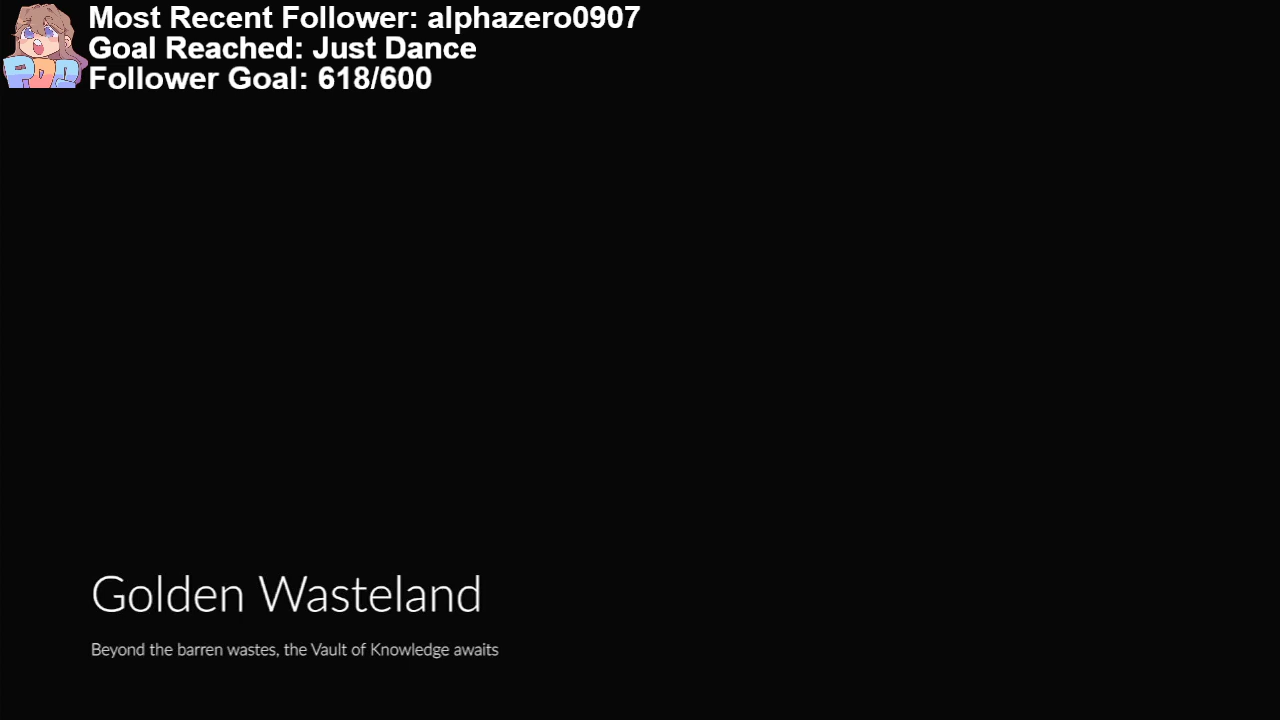 Most Recent Follower: alphazero0907
Goal Reached: Just Dance
Follower Goal: 618/600
POG
Golden Wasteland
Beyond the barren wastes, the Vault of Knowledge awaits